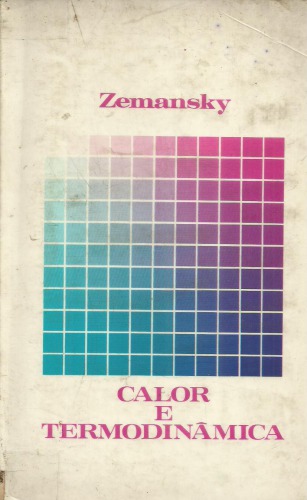 Zemansky
CALOR
E
TERMODINÂMICA